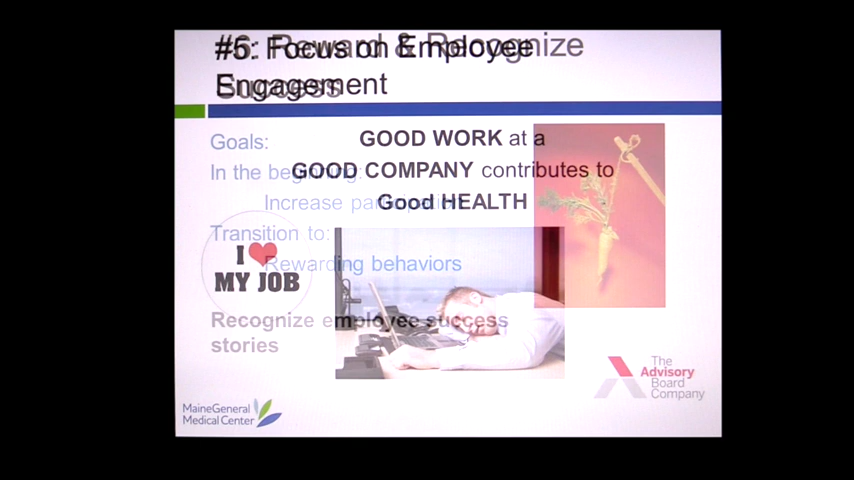 #5: Focus on Employee
Engagement
#6: Reward & Recognize
Success
GOOD WORK at a
GOOD COMPANY contributes to
Good HEALTH
Goals:
In the beginning:
Increase participation
Transition to:
Rewarding behaviors
I ❤
MY JOB
Recognize employee success
stories
MaineGeneral
Medical Center
The
Advisory
Board
Company